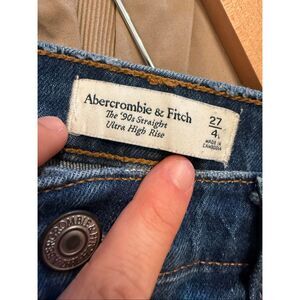 Abercrombie & Fitch
The '90s Straight
Ultra High Rise
27
4
MADE IN
CAMBODIA